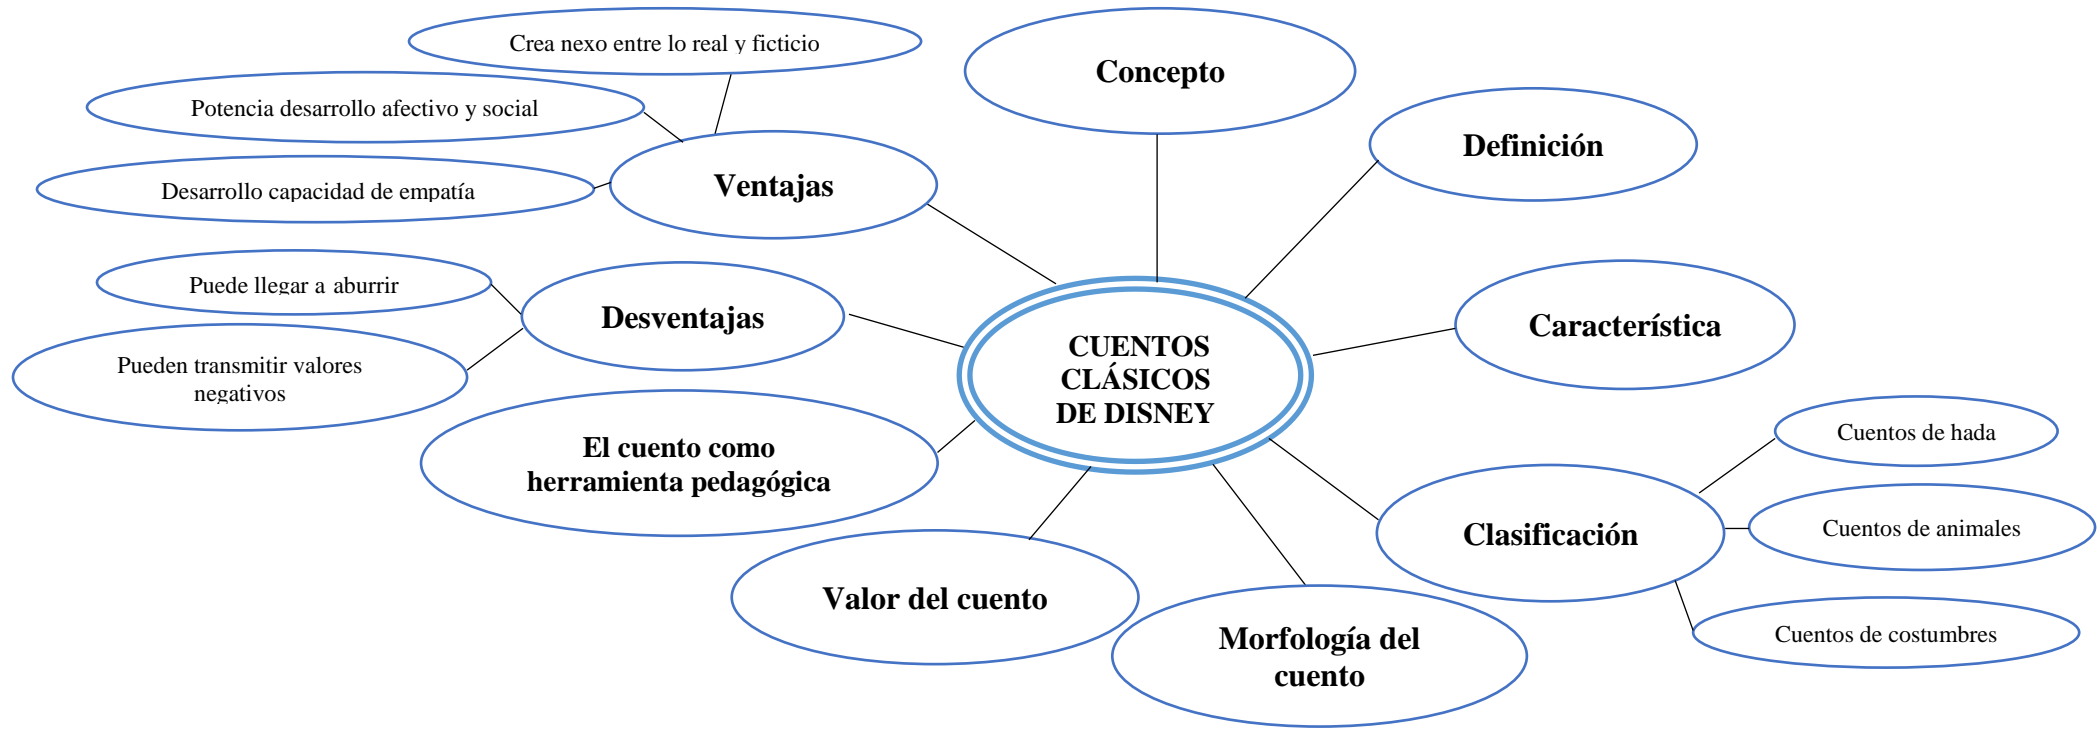 Crea nexo entre lo real y ficticio
Potencia desarrollo afectivo y social
Desarrollo capacidad de empatía
Ventajas
Concepto
Definición
Puede llegar a aburrir
Pueden transmitir valores
negativos
Desventajas
CUENTOS
CLÁSICOS
DE DISNEY
Característica
El cuento como
herramienta pedagógica
Valor del cuento
Morfología del
cuento
Clasificación
Cuentos de hada
Cuentos de animales
Cuentos de costumbres